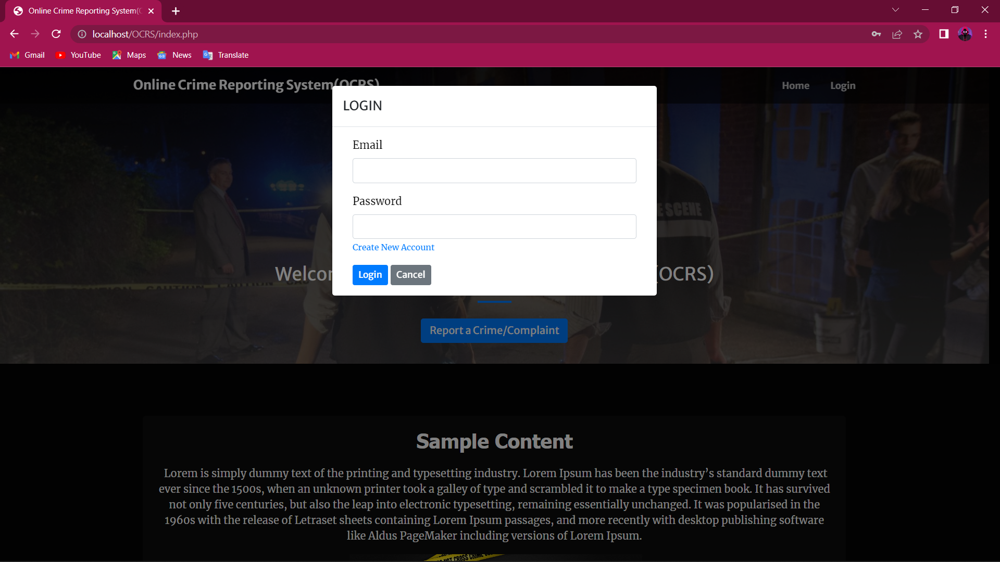 Online Crime Reporting System(
localhost/OCRS/index.php
Gmail YouTube Maps News Translate
Online Crime Reporting System(OCRS)
Home Login
LOGIN
Email
Password
Create New Account
Login Cancel
E SCENE
Welco (OCRS)
CAUTION CAUTION
Report a Crime/Complaint
Sample Content
Lorem is simply dummy text of the printing and typesetting industry. Lorem Ipsum has been the industry’s standard dummy text
ever since the 1500s, when an unknown printer took a galley of type and scrambled it to make a type specimen book. It has survived
not only five centuries, but also the leap into electronic typesetting, remaining essentially unchanged. It was popularised in the
1960s with the release of Letraset sheets containing Lorem Ipsum passages, and more recently with desktop publishing software
like Aldus PageMaker including versions of Lorem Ipsum.
NOT CROSS CRIME